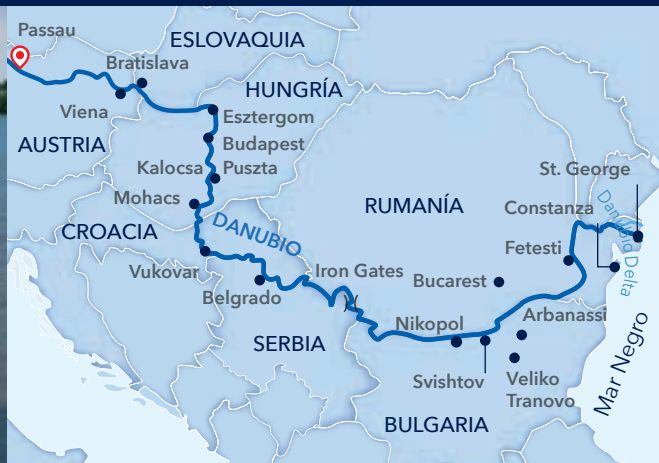 Passau
ESLOVAQUIA
Bratislava
HUNGRÍA
Viena
Esztergom
AUSTRIA
Budapest
Kalocsa
Puszta
St. George
Mohacs
RUMANÍA
Constanza
CROACIA
DANUBIO
Danubio Delta
Fetesti
Vukovar
Iron Gates
Bucarest
Belgrado
Nikopol
Arbanassi
SERBIA
Mar Negro
Svishtov
Veliko
Tranovo
BULGARIA